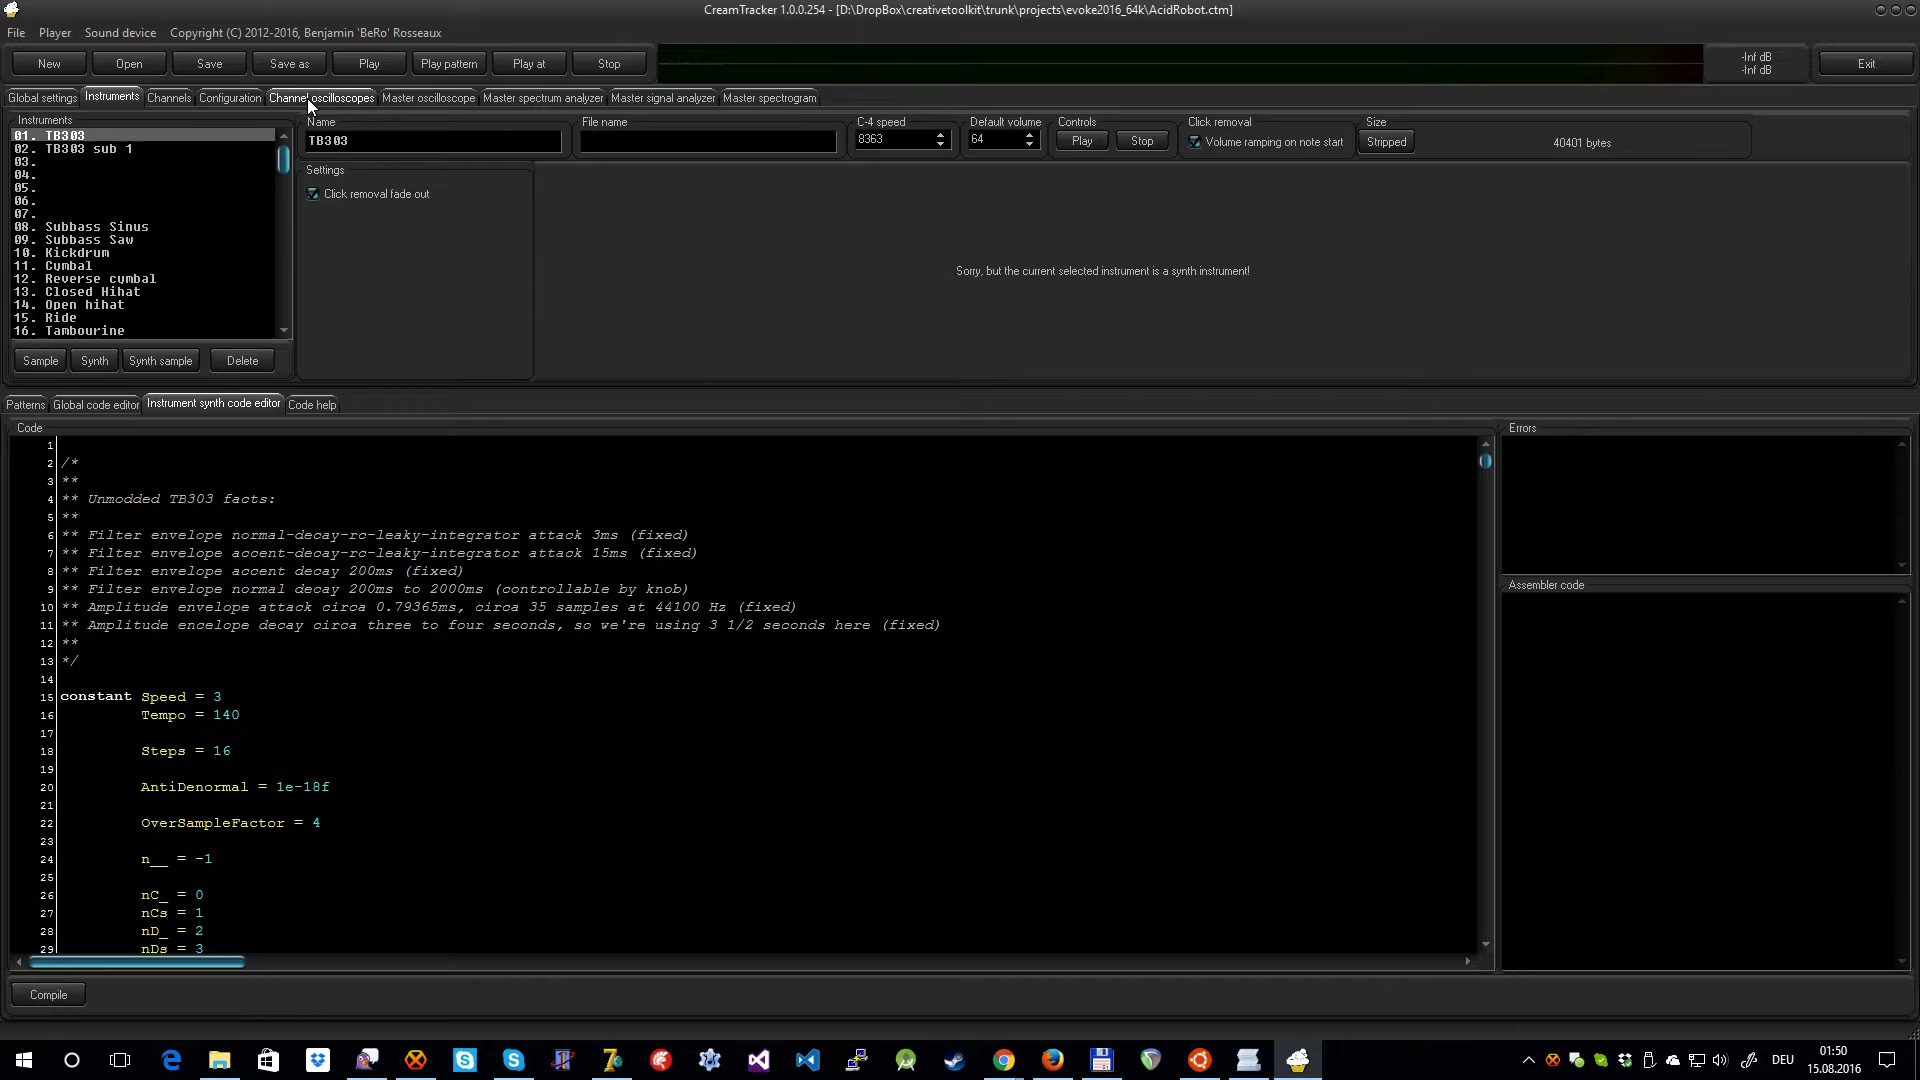 CreamTracker 1.0.0.254 - [D:\DropBox\creativetoolkit\trunk\projects\evoke2016_64k\AcidRobot.ctm]
File Player Sound device Copyright (C) 2012-2016, Benjamin 'BeRo' Rosseaux
New Open Save Save as Play Play pattern Play at Stop
-Inf dB
-Inf dB
Exit
Global settings Instruments Channels Configuration Channel oscilloscopes Master oscilloscope Master spectrum analyzer Master signal analyzer Master spectrogram
Instruments
01. TB303
02. TB303 sub 1
03.
04.
05.
06.
07.
08. Subbass Sinus
09. Subbass Saw
10. Kickdrum
11. Cymbal
12. Reverse cymbal
13. Closed Hihat
14. Open hihat
15. Ride
16. Tambourine
Sample Synth Synth sample Delete
Name File name C-4 speed Default volume Controls Click removal Size
TB303 8363 64 Play Stop Volume ramping on note start Stripped 40401 bytes
Settings
Click removal fade out
Sorry, but the current selected instrument is a synth instrument!
Patterns Global code editor Instrument synth code editor Code help
Code
1
2 /*
3 **
4 ** Unmodded TB303 facts:
5 **
6 ** Filter envelope normal-decay-rc-leaky-integrator attack 3ms (fixed)
7 ** Filter envelope accent-decay-rc-leaky-integrator attack 15ms (fixed)
8 ** Filter envelope accent decay 200ms (fixed)
9 ** Filter envelope normal decay 200ms to 2000ms (controllable by knob)
10 ** Amplitude envelope attack circa 0.79365ms, circa 35 samples at 44100 Hz (fixed)
11 ** Amplitude encelope decay circa three to four seconds, so we're using 3 1/2 seconds here (fixed)
12 **
13 */
14
15 constant Speed = 3
16 Tempo = 140
17
18 Steps = 16
19
20 AntiDenormal = 1e-18f
21
22 OverSampleFactor = 4
23
24 n__ = -1
25
26 nC_ = 0
27 nCs = 1
28 nD_ = 2
29 nDs = 3
Errors
Assembler code
Compile
DEU
01:50
15.08.2016